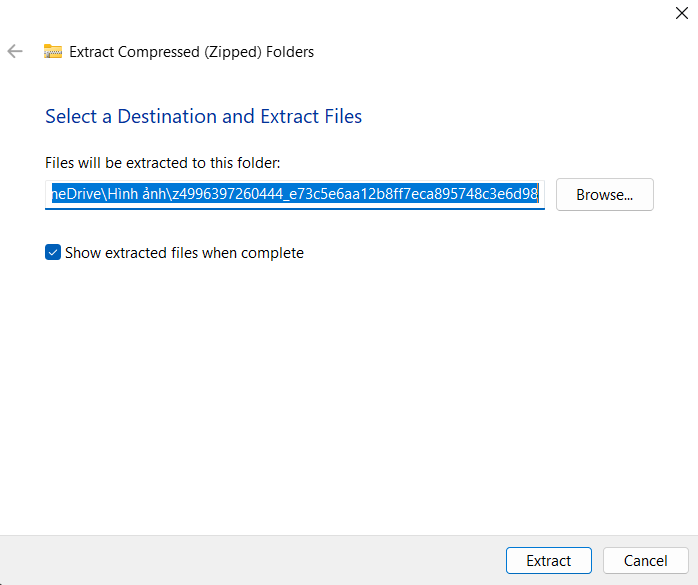 Extract Compressed (Zipped) Folders
Select a Destination and Extract Files
Files will be extracted to this folder:
neDrive\Hình ảnh\z4996397260444_e73c5e6aa12b8ff7eca895748c3e6d98
Browse...
Show extracted files when complete
Extract
Cancel